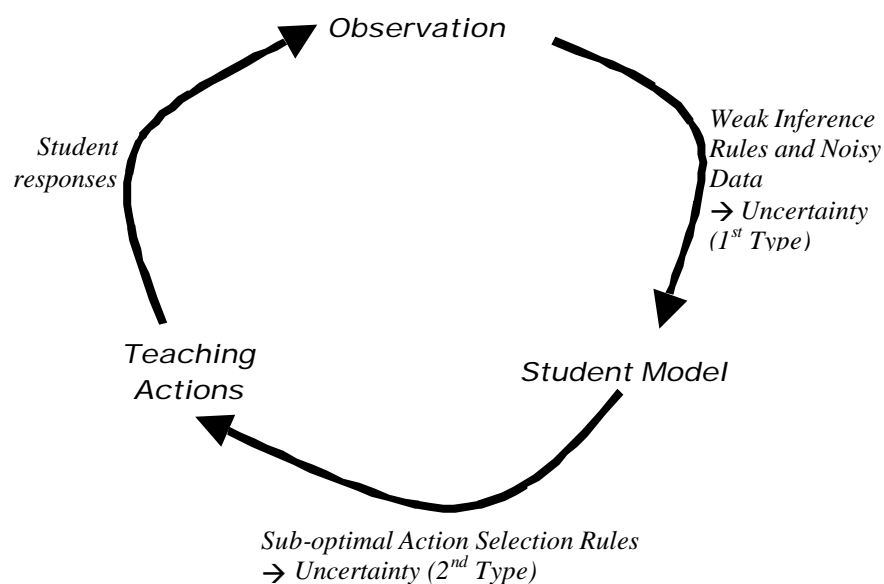 Observation
Weak Inference
Rules and Noisy
Data
→ Uncertainty
(1st Type)
Student
responses
Teaching
Actions
Student Model
Sub-optimal Action Selection Rules
→ Uncertainty (2nd Type)